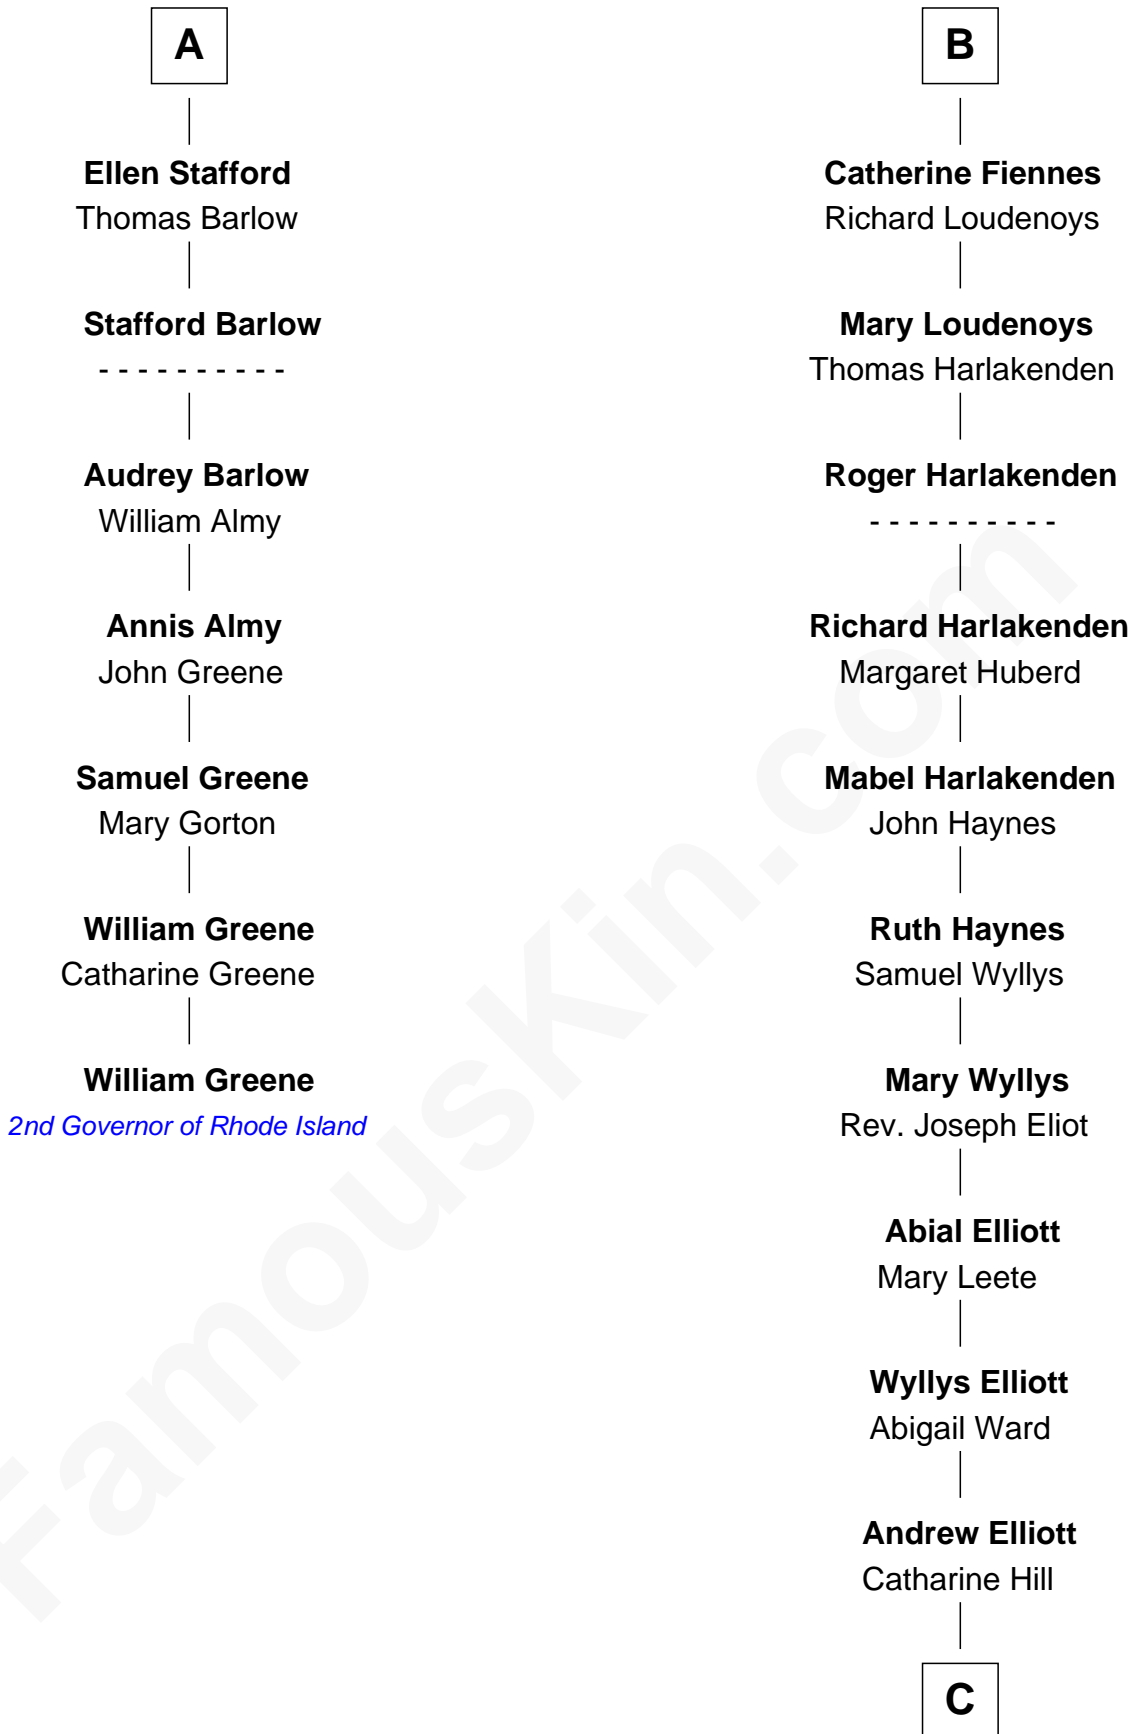 A
Ellen Stafford
Thomas Barlow
Stafford Barlow
- - - - - - - - - -
Audrey Barlow
William Almy
Annis Almy
John Greene
Samuel Greene
Mary Gorton
William Greene
Catharine Greene
William Greene
2nd Governor of Rhode Island
B
Catherine Fiennes
Richard Loudenoys
Mary Loudenoys
Thomas Harlakenden
Roger Harlakenden
- - - - - - - - - -
Richard Harlakenden
Margaret Huberd
Mabel Harlakenden
John Haynes
Ruth Haynes
Samuel Wyllys
Mary Wyllys
Rev. Joseph Eliot
Abial Elliott
Mary Leete
Wyllys Elliott
Abigail Ward
Andrew Elliott
Catharine Hill
C
FamousKin.com